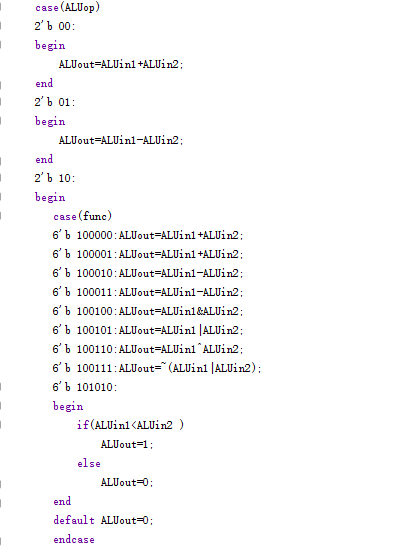 case(ALUop)
2'b 00:
begin
ALUout=ALUin1+ALUin2;
end
2'b 01:
begin
ALUout=ALUin1-ALUin2;
end
2'b 10:
begin
case(func)
6'b 100000:ALUout=ALUin1+ALUin2;
6'b 100001:ALUout=ALUin1+ALUin2;
6'b 100010:ALUout=ALUin1-ALUin2;
6'b 100011:ALUout=ALUin1-ALUin2;
6'b 100100:ALUout=ALUin1&ALUin2;
6'b 100101:ALUout=ALUin1|ALUin2;
6'b 100110:ALUout=ALUin1^ALUin2;
6'b 100111:ALUout=~(ALUin1|ALUin2);
6'b 101010:
begin
if(ALUin1<ALUin2 )
ALUout=1;
else
ALUout=0;
end
default ALUout=0;
endcase